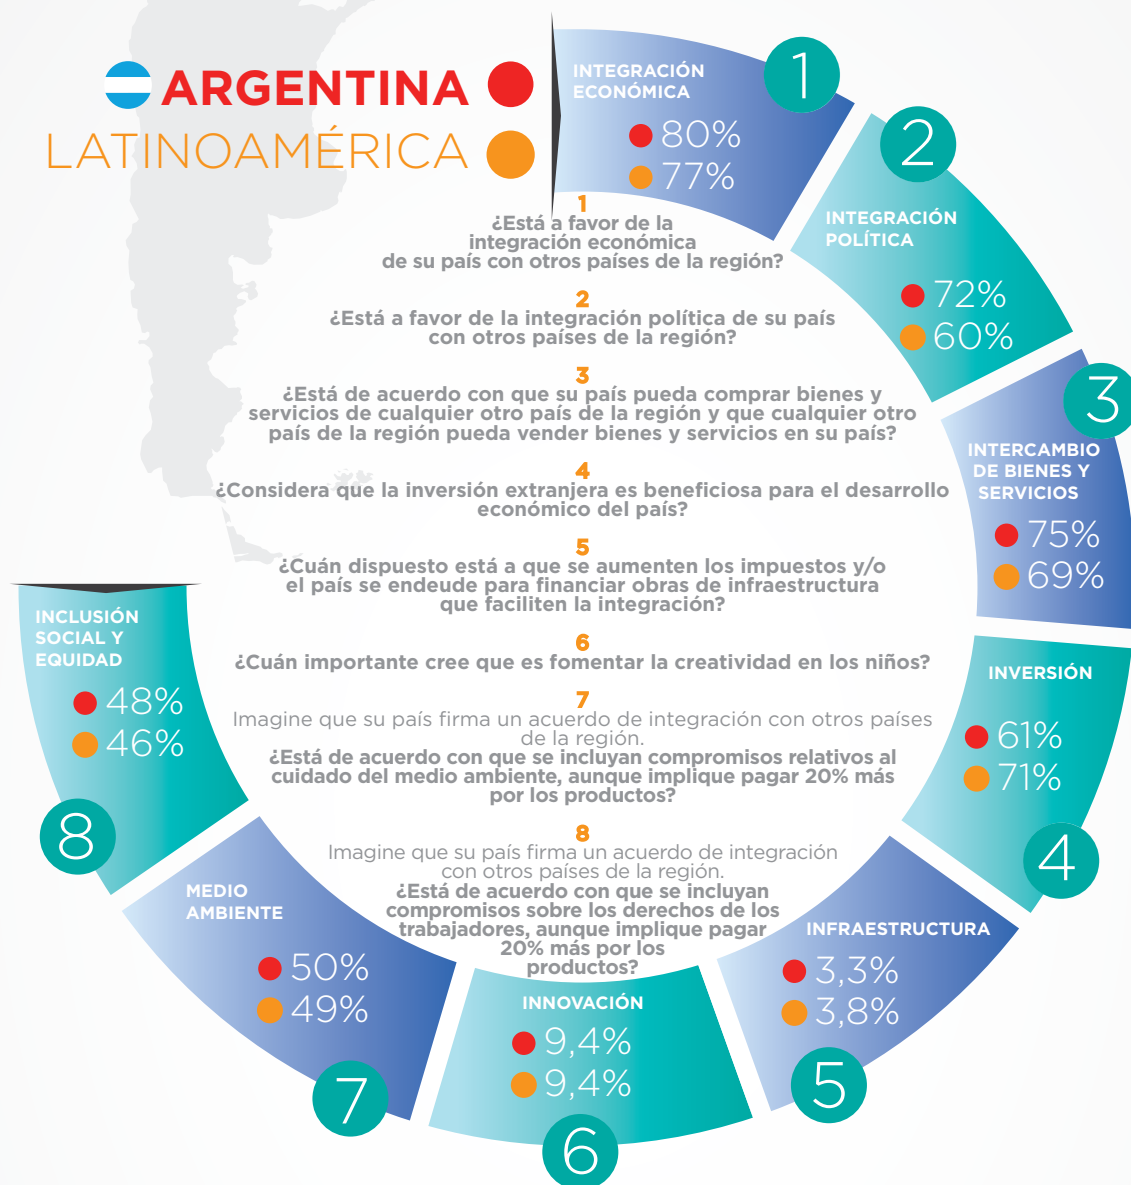 ARGENTINA
LATINOAMÉRICA
INTEGRACIÓN
ECONÓMICA
80%
77%
1
INTEGRACIÓN
POLÍTICA
72%
60%
2
INTERCAMBIO
DE BIENES Y
SERVICIOS
75%
69%
3
INVERSIÓN
61%
71%
4
INFRAESTRUCTURA
3,3%
3,8%
5
INNOVACIÓN
9,4%
9,4%
6
MEDIO
AMBIENTE
50%
49%
7
INCLUSIÓN
SOCIAL Y
EQUIDAD
48%
46%
8
1
¿Está a favor de la
integración económica
de su país con otros países de la región?
2
¿Está a favor de la integración política de su país
con otros países de la región?
3
¿Está de acuerdo con que su país pueda comprar bienes y
servicios de cualquier otro país de la región y que cualquier otro
país de la región pueda vender bienes y servicios en su país?
4
¿Considera que la inversión extranjera es beneficiosa para el desarrollo
económico del país?
5
¿Cuán dispuesto está a que se aumenten los impuestos y/o
el país se endeude para financiar obras de infraestructura
que faciliten la integración?
6
¿Cuán importante cree que es fomentar la creatividad en los niños?
7
Imagine que su país firma un acuerdo de integración con otros países
de la región.
¿Está de acuerdo con que se incluyan compromisos relativos al
cuidado del medio ambiente, aunque implique pagar 20% más
por los productos?
8
Imagine que su país firma un acuerdo de integración
con otros países de la región.
¿Está de acuerdo con que se incluyan
compromisos sobre los derechos de los
trabajadores, aunque implique pagar
20% más por los
productos?